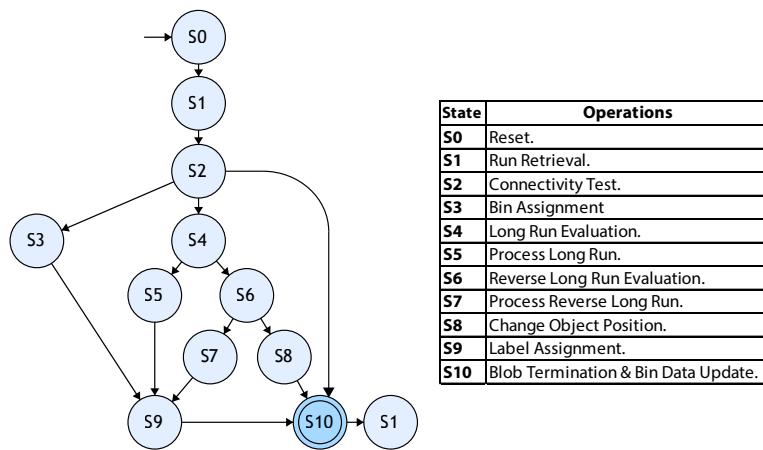 S0
S1
S2
S3
S4
S5
S6
S7
S8
S9
S10
S1
State Operations
S0 Reset.
S1 Run Retrieval.
S2 Connectivity Test.
S3 Bin Assignment
S4 Long Run Evaluation.
S5 Process Long Run.
S6 Reverse Long Run Evaluation.
S7 Process Reverse Long Run.
S8 Change Object Position.
S9 Label Assignment.
S10 Blob Termination & Bin Data Update.